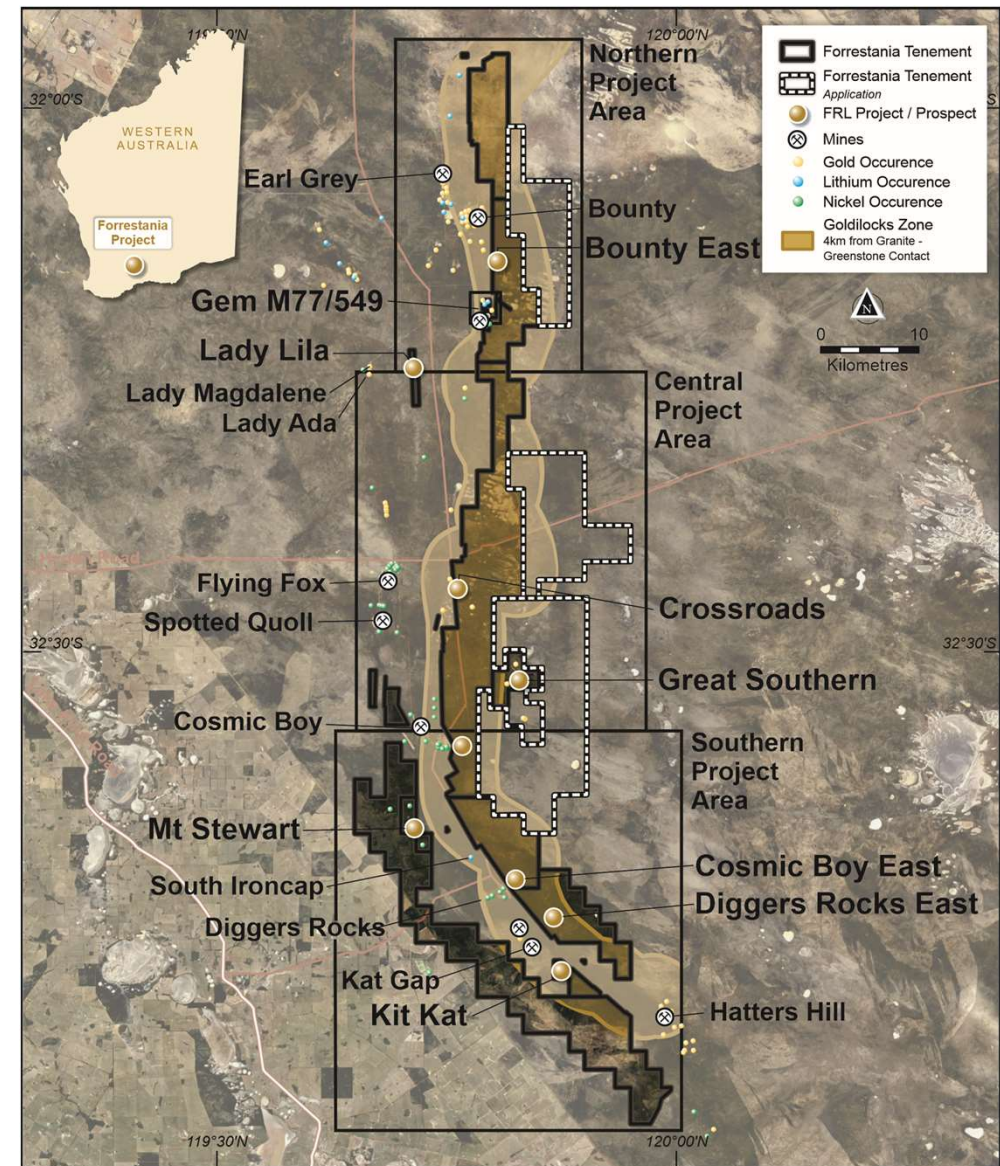 119°30'N
120°00'N
32°00'S
WESTERN
AUSTRALIA
Forrestania
Project
Northern
Project
Area
Forrestania Tenement
Forrestania Tenement
Application
FRL Project / Prospect
Mines
Gold Occurence
Lithium Occurence
Nickel Occurence
Goldilocks Zone
4km from Granite -
Greenstone Contact
N
0
10
Kilometres
Earl Grey
Bounty
Bounty East
Gem M77/549
Lady Lila
Lady Magdalene
Lady Ada
Central
Project
Area
Flying Fox
Spotted Quoll
Crossroads
32°30'S
32°30'S
Great Southern
Cosmic Boy
Southern
Project
Area
Mt Stewart
South Ironcap
Diggers Rocks
Cosmic Boy East
Diggers Rocks East
Kat Gap
Kit Kat
Hatters Hill
119°30'N
120°00'N